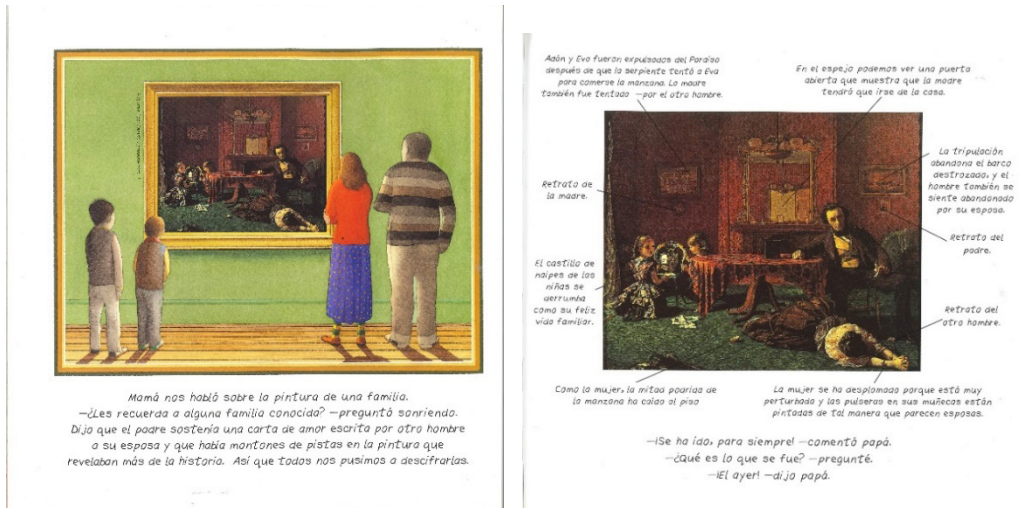 Mamá nos habló sobre la pintura de una familia.
—¿Les recuerda a alguna familia conocida? —preguntó sonriendo.
Dijo que el padre sostenía una carta de amor escrita por otro hombre
a su esposa y que había montones de pistas en la pintura que
revelaban más de la historia. Así que todos nos pusimos a descifrarlas.
Adán y Eva fueron expulsados del Paraíso
después de que la serpiente tentó a Eva
para comerse la manzana. La madre
también fue tentada —por el otro hombre.
En el espejo podemos ver una puerta
abierta que muestra que la madre
tendrá que irse de la casa.
La tripulación
abandona el barco
destrozado, y el
hombre también se
siente abandonado
por su esposa.
Retrato de
la madre.
Retrato del
padre.
El castillo de
naipes de las
niñas se
derrumba
como su feliz
vida familiar.
Retrato del
otro hombre.
Como la mujer, la mitad podrida de
la manzana ha caído al piso
La mujer se ha desplomado porque está muy
perturbada y las pulseras en sus muñecas están
pintadas de tal manera que parecen esposas.
—¡Se ha ido, para siempre! —comentó papá.
—¿Qué es lo que se fue? —pregunté.
—¡El ayer! —dijo papá.